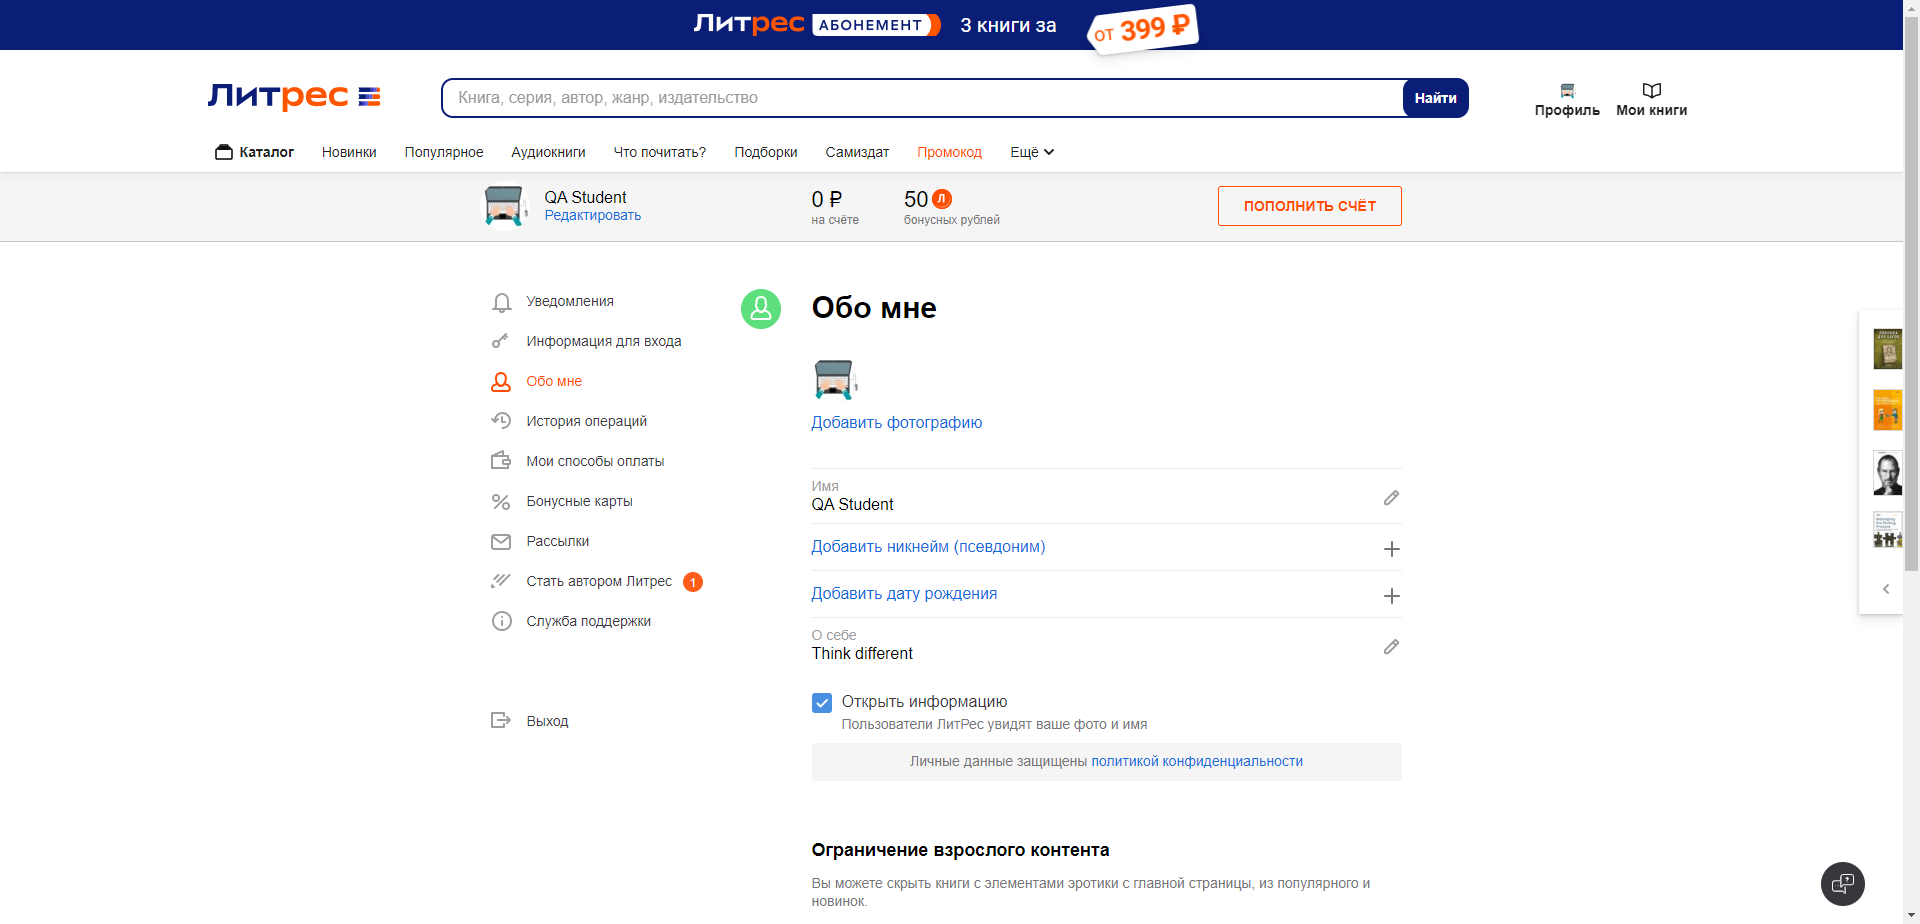 Литрес АБОНЕМЕНТ 3 книги за от 399 ₽
Литрес
Книга, серия, автор, жанр, издательство
Найти
Профиль
Мои книги
Каталог Новинки Популярное Аудиокниги Что почитать? Подборки Самиздат Промокод Ещё
QA Student
Редактировать
0 ₽
на счёте
50 Л
бонусных рублей
ПОПОЛНИТЬ СЧЁТ
Уведомления
Информация для входа
Обо мне
История операций
Мои способы оплаты
Бонусные карты
Рассылки
Стать автором Литрес 1
Служба поддержки
Выход
Обо мне
Добавить фотографию
Имя
QA Student
Добавить никнейм (псевдоним)
Добавить дату рождения
О себе
Think different
Открыть информацию
Пользователи ЛитРес увидят ваше фото и имя
Личные данные защищены политикой конфиденциальности
Ограничение взрослого контента
Вы можете скрыть книги с элементами эротики с главной страницы, из популярного и
новинок.